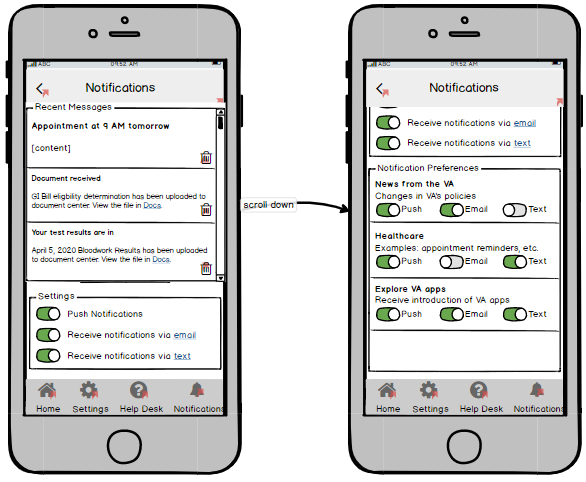 ABC 09:52 AM
Notifications
Recent Messages
Appointment at 9 AM tomorrow
[content]
Document received
GI Bill eligbility determination has been uploaded to
document center. View the file in Docs.
Your test results are in
April 5, 2020 Bloodwork Results has been uploaded
to document center. View the file in Docs.
Settings
Push Notifications
Receive notifications via email
Receive notifications via text
Home Settings Help Desk Notifications
scroll down
ABC 09:52 AM
Notifications
Receive notifications via email
Receive notifications via text
Notification Preferences
News from the VA
Changes in VA's policies
Push Email Text
Healthcare
Examples: appointment reminders, etc.
Push Email Text
Explore VA apps
Receive introduction of VA apps
Push Email Text
Home Settings Help Desk Notifications